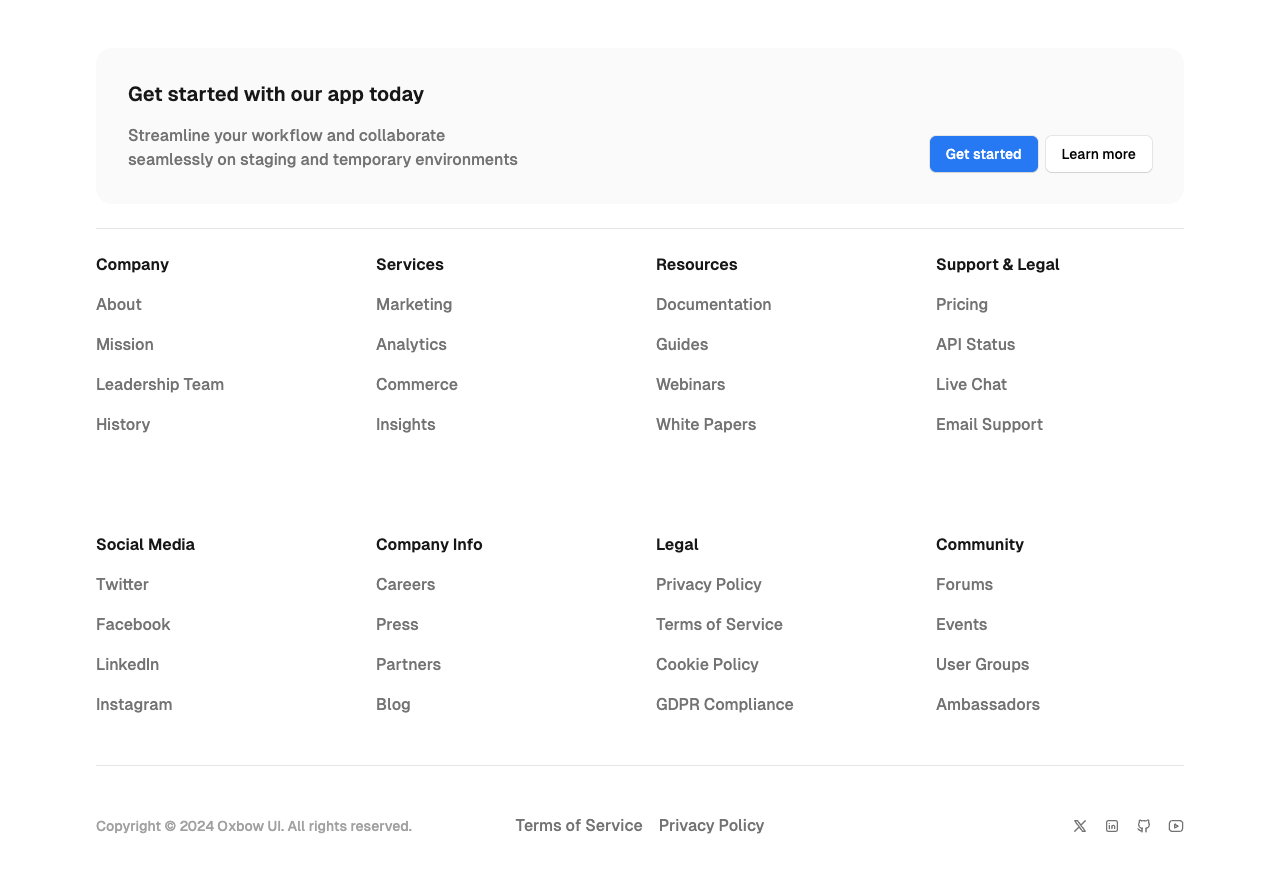 Get started with our app today
Streamline your workflow and collaborate
seamlessly on staging and temporary environments
Get started
Learn more
Company
About
Mission
Leadership Team
History
Services
Marketing
Analytics
Commerce
Insights
Resources
Documentation
Guides
Webinars
White Papers
Support & Legal
Pricing
API Status
Live Chat
Email Support
Social Media
Twitter
Facebook
LinkedIn
Instagram
Company Info
Careers
Press
Partners
Blog
Legal
Privacy Policy
Terms of Service
Cookie Policy
GDPR Compliance
Community
Forums
Events
User Groups
Ambassadors
Copyright © 2024 Oxbow UI. All rights reserved.
Terms of Service
Privacy Policy